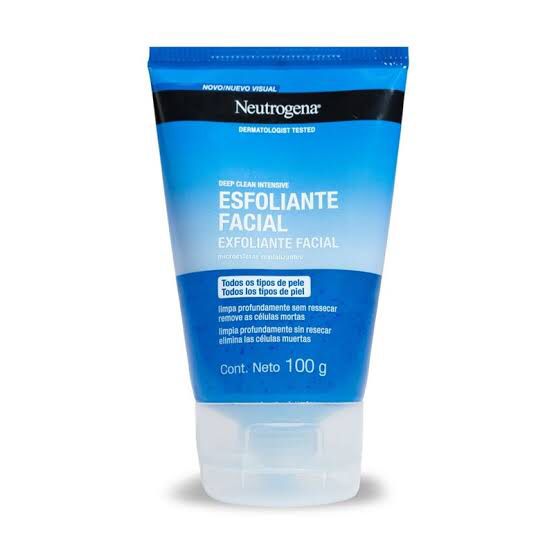 NOVO/NUEVO VISUAL
Neutrogena®
DERMATOLOGIST TESTED
DEEP CLEAN INTENSIVE
ESFOLIANTE
FACIAL
EXFOLIANTE FACIAL
microesferas revitalizantes
Todos os tipos de pele
Todos los tipos de piel
limpa profundamente sem ressecar
remove as células mortas
limpia profundamente sin resecar
elimina las células muertas
Cont. Neto 100 g